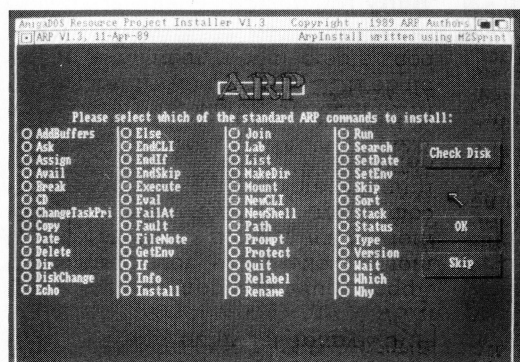 AmigaDOS Resource Project Installer V1.3 Copyright 1989 ARP Authors
ARP V1.3, 11-Apr-89 ArpInstall written using M2Sprint
ARP
Please select which of the standard ARP commands to install:
AddBuffers
Ask
Assign
Avail
Break
CD
ChangeTaskPri
Copy
Date
Delete
Dir
DiskChange
Echo
Else
EndCLI
EndIf
EndSkip
Execute
Eval
FailAt
Fault
FileNote
GetEnv
If
Info
Install
Join
Lab
List
MakeDir
Mount
NewCLI
NewShell
Path
Prompt
Protect
Quit
Relabel
Rename
Run
Search
SetDate
SetEnv
Skip
Sort
Stack
Status
Type
Version
Wait
Which
Why
Check Disk
OK
Skip